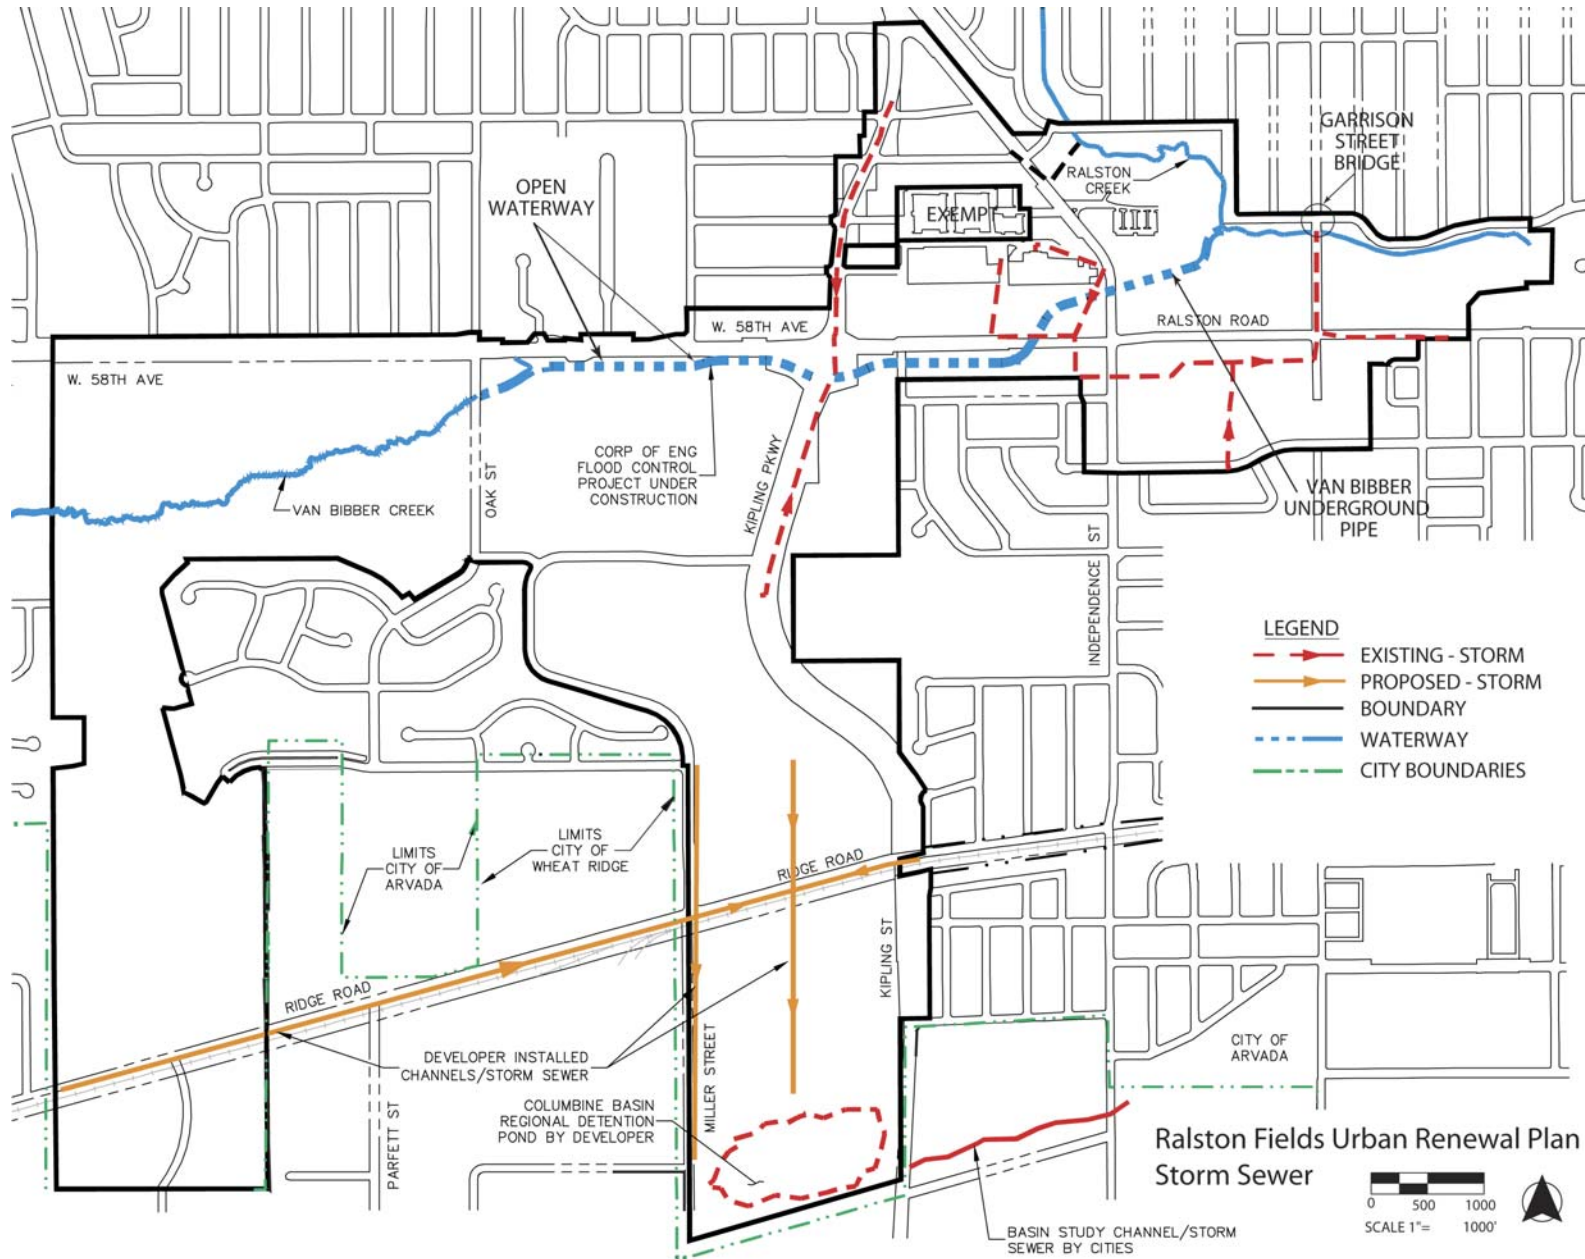 GARRISON
STREET
BRIDGE
RALSTON
CREEK
OPEN
WATERWAY
EXEMPT
W. 58TH AVE
RALSTON ROAD
W. 58TH AVE
CORP OF ENG
FLOOD CONTROL
PROJECT UNDER
CONSTRUCTION
KIPLING PKWY
OAK ST
VAN BIBBER CREEK
VAN BIBBER
UNDERGROUND
PIPE
INDEPENDENCE ST
LEGEND
EXISTING - STORM
PROPOSED - STORM
BOUNDARY
WATERWAY
CITY BOUNDARIES
LIMITS
CITY OF
ARVADA
LIMITS
CITY OF
WHEAT RIDGE
RIDGE ROAD
RIDGE ROAD
KIPLING ST
MILLER STREET
PARFETT ST
DEVELOPER INSTALLED
CHANNELS/STORM SEWER
COLUMBINE BASIN
REGIONAL DETENTION
POND BY DEVELOPER
CITY OF
ARVADA
BASIN STUDY CHANNEL/STORM
SEWER BY CITIES
Ralston Fields Urban Renewal Plan
Storm Sewer
0 500 1000
SCALE 1"= 1000'